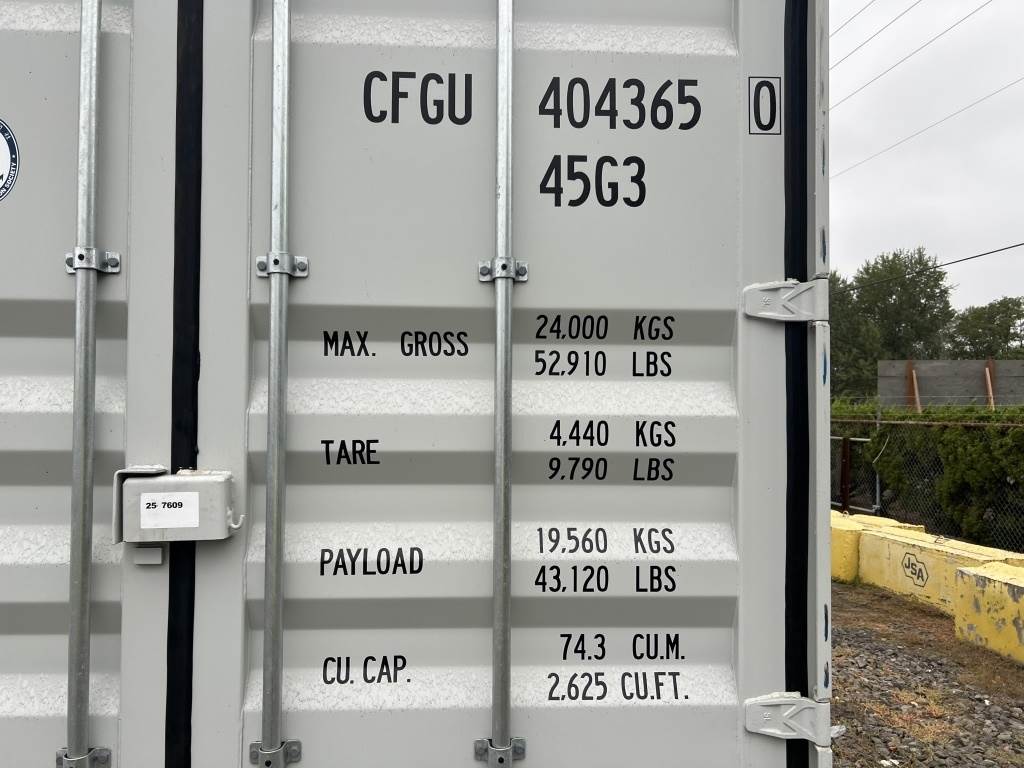 CFGU 404365 0
45G3
MAX. GROSS 24,000 KGS
52,910 LBS
TARE 4,440 KGS
9,790 LBS
PAYLOAD 19,560 KGS
43,120 LBS
CU. CAP. 74.3 CU.M.
2,625 CU.FT.
25 7609
JSA